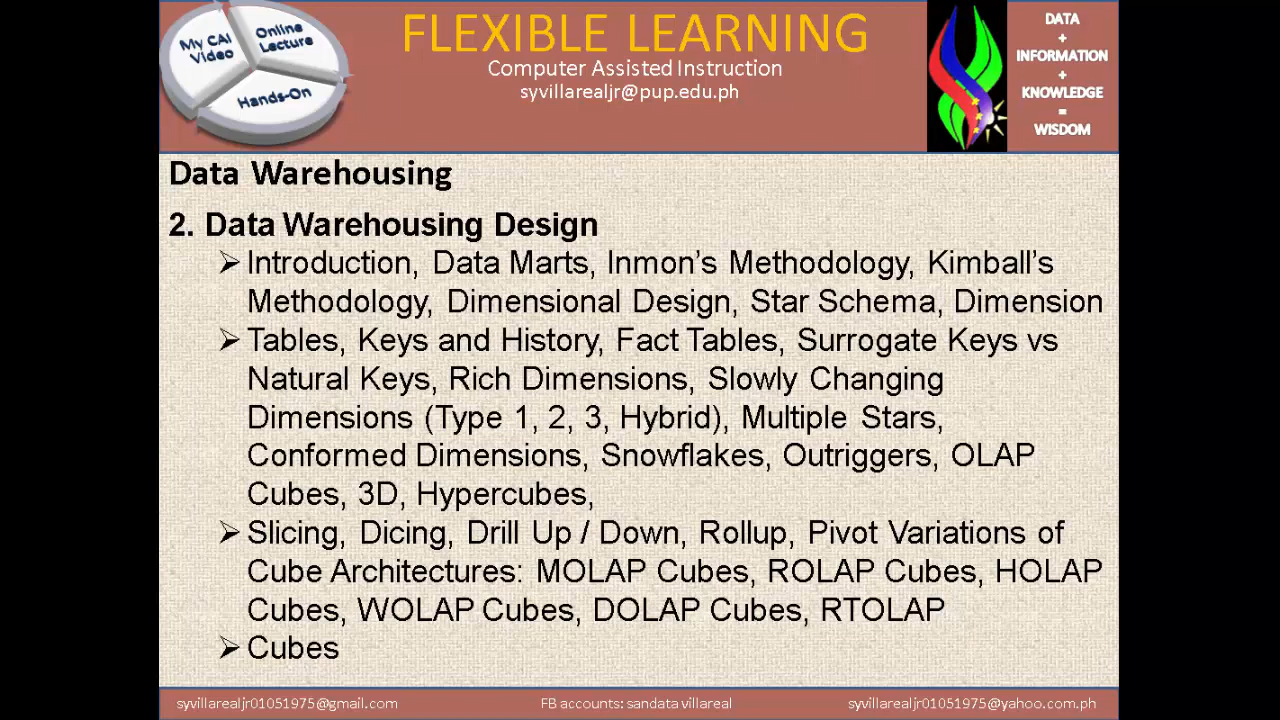 My CAI
Video
Online
Lecture
Hands-On
FLEXIBLE LEARNING
Computer Assisted Instruction
syvillarealjr@pup.edu.ph
DATA
+
INFORMATION
+
KNOWLEDGE
=
WISDOM
Data Warehousing
2. Data Warehousing Design
➢Introduction, Data Marts, Inmon's Methodology, Kimball's
Methodology, Dimensional Design, Star Schema, Dimension
➢Tables, Keys and History, Fact Tables, Surrogate Keys vs
Natural Keys, Rich Dimensions, Slowly Changing
Dimensions (Type 1, 2, 3, Hybrid), Multiple Stars,
Conformed Dimensions, Snowflakes, Outriggers, OLAP
Cubes, 3D, Hypercubes,
➢Slicing, Dicing, Drill Up / Down, Rollup, Pivot Variations of
Cube Architectures: MOLAP Cubes, ROLAP Cubes, HOLAP
Cubes, WOLAP Cubes, DOLAP Cubes, RTOLAP
➢Cubes
syvillarealjr01051975@gmail.com
FB accounts: sandata villareal
syvillarealjr01051975@yahoo.com.ph